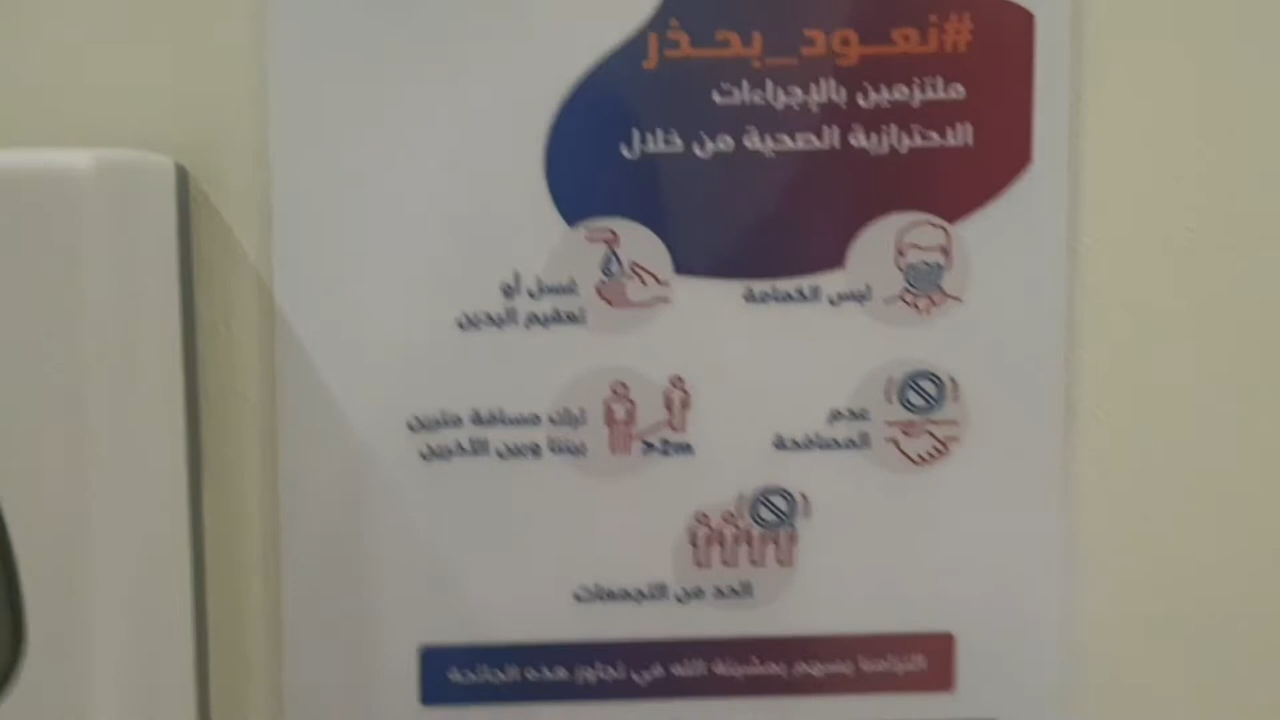 #نعـــود_بحــذر
ملتزمين بالإجراءات
الاحترازية الصحية من خلال
لبس الكمامة
غسل أو
تعقيم اليدين
عدم
المصافحة
ترك مسافة مترين
بيننا وبين الآخرين
>2m
الحد من التجمعات
التزامنا يسهم بمشيئة الله في تجاوز هذه الجائحة